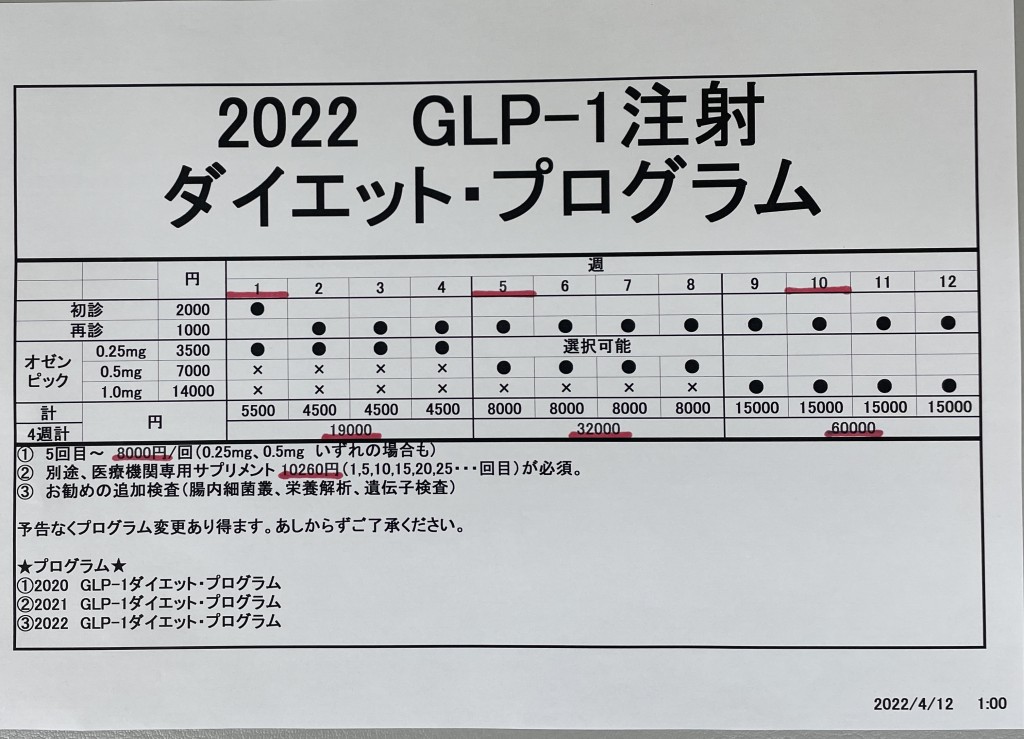 2022 GLP-1注射
ダイエット・プログラム
円 週
1 2 3 4 5 6 7 8 9 10 11 12
初診 2000 ●
再診 1000 ● ● ● ● ● ● ● ● ● ● ●
オゼンピック 0.25mg 3500 ● ● ● ● 選択可能
0.5mg 7000 × × × × ● ● ● ●
1.0mg 14000 × × × × × × × × ● ● ● ●
計 円 5500 4500 4500 4500 8000 8000 8000 8000 15000 15000 15000 15000
4週計 19000 32000 60000
① 5回目~ 8000円/回(0.25mg、0.5mg いずれの場合も)
② 別途、医療機関専用サプリメント 10260円(1,5,10,15,20,25・・・回目)が必須。
③ お勧めの追加検査(腸内細菌叢、栄養解析、遺伝子検査)
予告なくプログラム変更あり得ます。あしからずご了承ください。
★プログラム★
①2020 GLP-1ダイエット・プログラム
②2021 GLP-1ダイエット・プログラム
③2022 GLP-1ダイエット・プログラム
2022/4/12 1:00